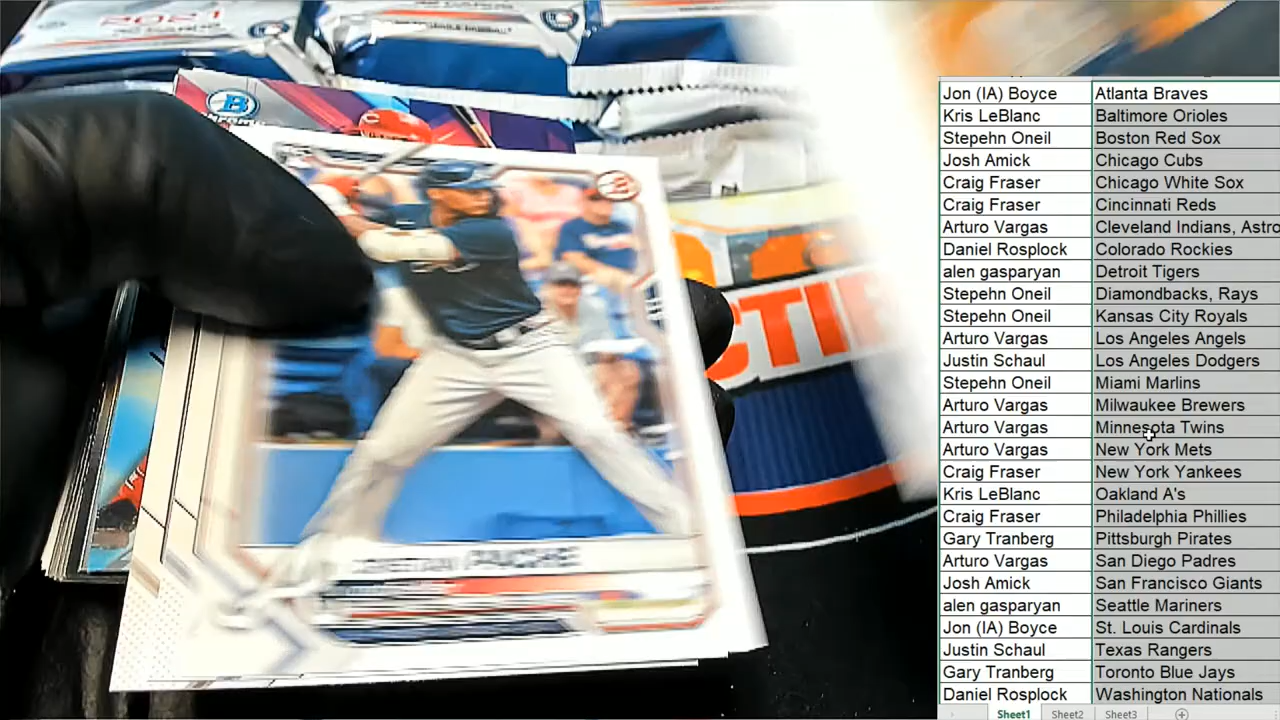 2021
B
CTI
PACHE
Jon (IA) Boyce Atlanta Braves
Kris LeBlanc Baltimore Orioles
Stepehn Oneil Boston Red Sox
Josh Amick Chicago Cubs
Craig Fraser Chicago White Sox
Craig Fraser Cincinnati Reds
Arturo Vargas Cleveland Indians, Astro
Daniel Rosplock Colorado Rockies
alen gasparyan Detroit Tigers
Stepehn Oneil Diamondbacks, Rays
Stepehn Oneil Kansas City Royals
Arturo Vargas Los Angeles Angels
Justin Schaul Los Angeles Dodgers
Stepehn Oneil Miami Marlins
Arturo Vargas Milwaukee Brewers
Arturo Vargas Minnesota Twins
Arturo Vargas New York Mets
Craig Fraser New York Yankees
Kris LeBlanc Oakland A's
Craig Fraser Philadelphia Phillies
Gary Tranberg Pittsburgh Pirates
Arturo Vargas San Diego Padres
Josh Amick San Francisco Giants
alen gasparyan Seattle Mariners
Jon (IA) Boyce St. Louis Cardinals
Justin Schaul Texas Rangers
Gary Tranberg Toronto Blue Jays
Daniel Rosplock Washington Nationals
Sheet1 Sheet2 Sheet3